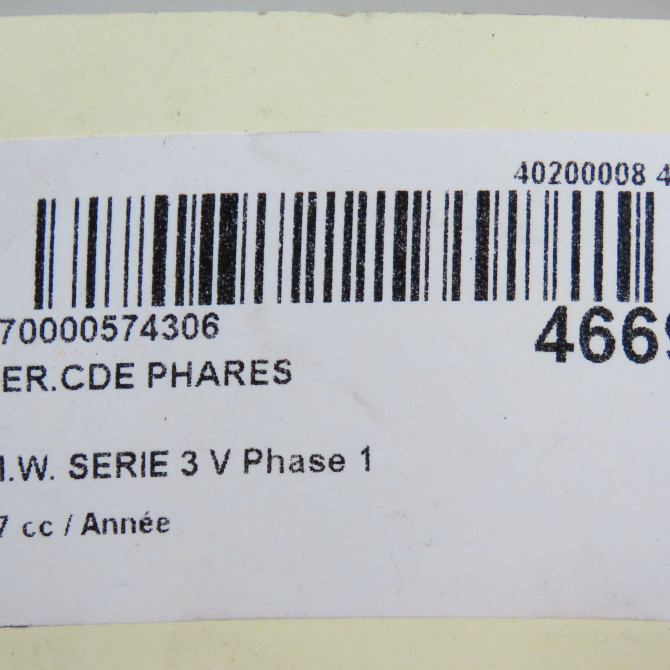 40200008 4
70000574306
4669
ER.CDE PHARES
M.W. SERIE 3 V Phase 1
7 cc / Année